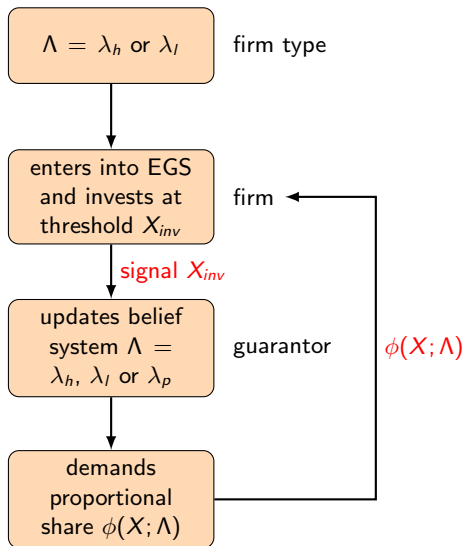 Λ = λ_h or λ_l
firm type
enters into EGS
and invests at
threshold X_inv
firm
signal X_inv
updates belief
system Λ =
λ_h, λ_l or λ_p
guarantor
ϕ(X; Λ)
demands
proportional
share ϕ(X; Λ)